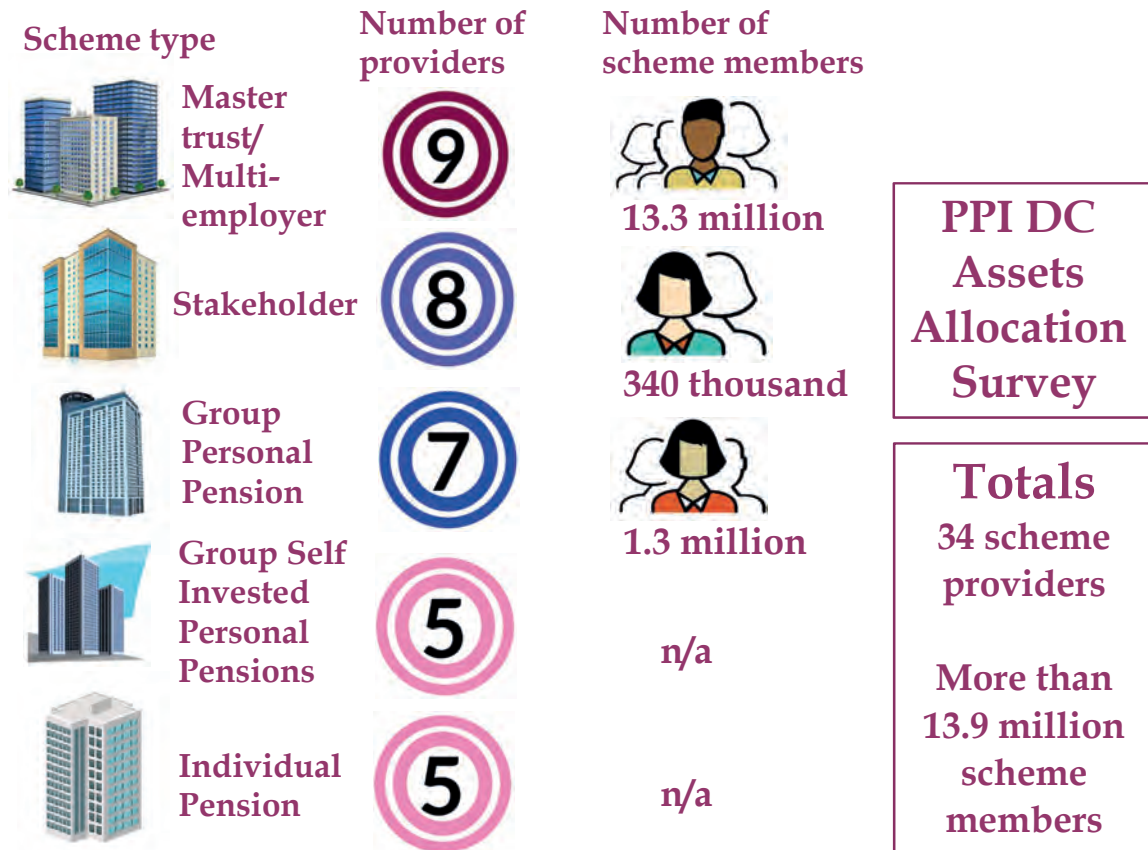 Scheme type
Number of
providers
Number of
scheme members
Master
trust/
Multi-
employer
9
13.3 million
Stakeholder
8
340 thousand
Group
Personal
Pension
7
1.3 million
Group Self
Invested
Personal
Pensions
5
n/a
Individual
Pension
5
n/a
PPI DC
Assets
Allocation
Survey
Totals
34 scheme
providers
More than
13.9 million
scheme
members